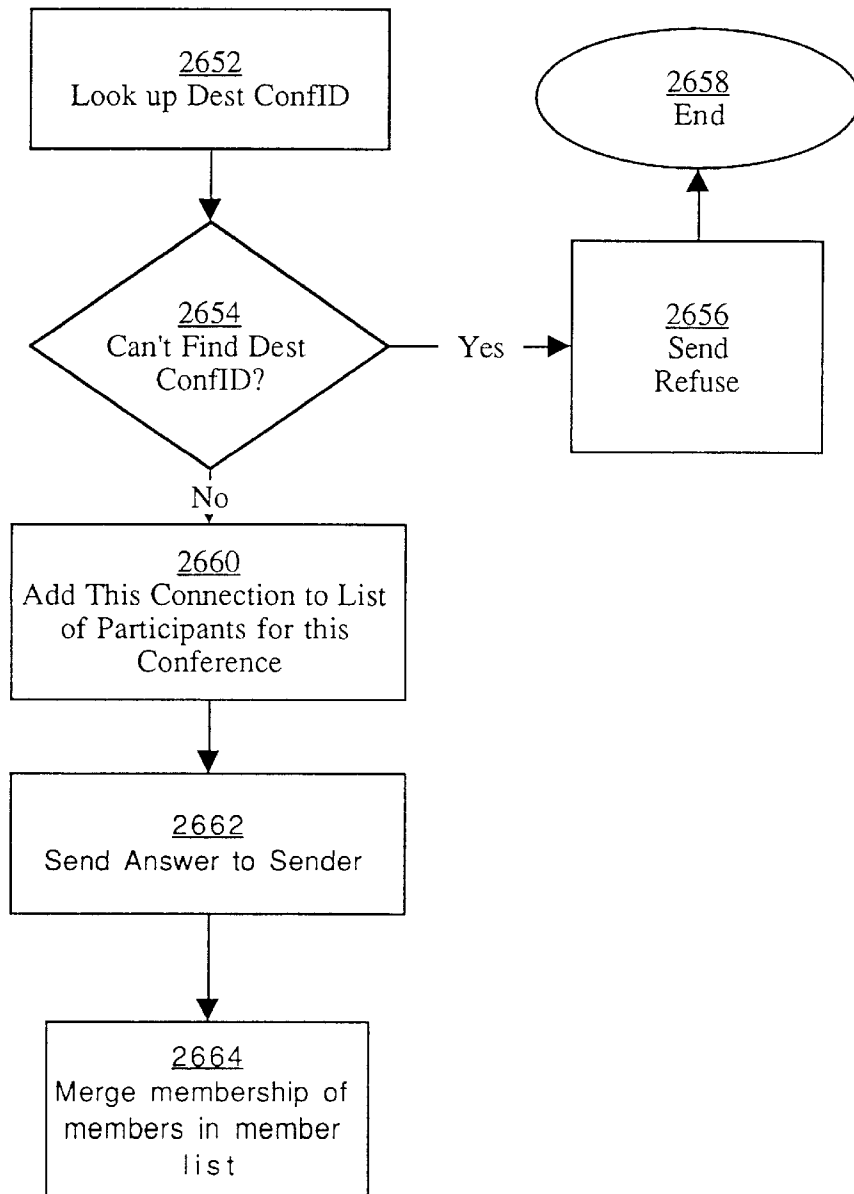 2652
Look up Dest ConfID
2658
End
2654
Can't Find Dest
ConfID?
Yes
2656
Send
Refuse
No
2660
Add This Connection to List
of Participants for this
Conference
2662
Send Answer to Sender
2664
Merge membership of
members in member
list